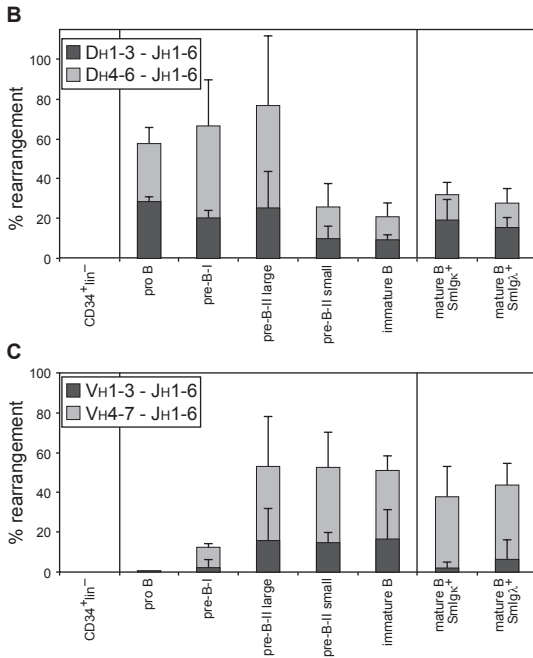 B
% rearrangement
100
80
60
40
20
0
DH1-3 - JH1-6
DH4-6 - JH1-6
CD34+lin–
pro B
pre-B-I
pre-B-II large
pre-B-II small
immature B
mature B
SmIgκ+
mature B
SmIgλ+
C
% rearrangement
100
80
60
40
20
0
VH1-3 - JH1-6
VH4-7 - JH1-6
CD34+lin–
pro B
pre-B-I
pre-B-II large
pre-B-II small
immature B
mature B
SmIgκ+
mature B
SmIgλ+